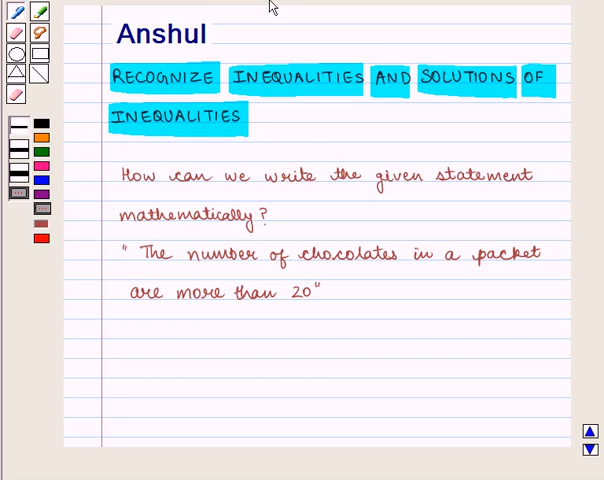 Anshul
RECOGNIZE INEQUALITIES AND SOLUTIONS OF
INEQUALITIES
How can we write the given statement
mathematically?
" The number of chocolates in a packet
are more than 20"